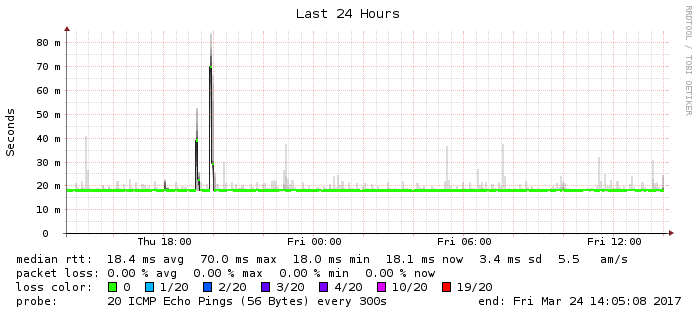 Last 24 Hours
RRDTOOL / TOBI OETIKER
Seconds
80 m
70 m
60 m
50 m
40 m
30 m
20 m
10 m
0
Thu 18:00 Fri 00:00 Fri 06:00 Fri 12:00
median rtt: 18.4 ms avg 70.0 ms max 18.0 ms min 18.1 ms now 3.4 ms sd 5.5 am/s
packet loss: 0.00 % avg 0.00 % max 0.00 % min 0.00 % now
loss color: 0 1/20 2/20 3/20 4/20 10/20 19/20
probe: 20 ICMP Echo Pings (56 Bytes) every 300s end: Fri Mar 24 14:05:08 2017